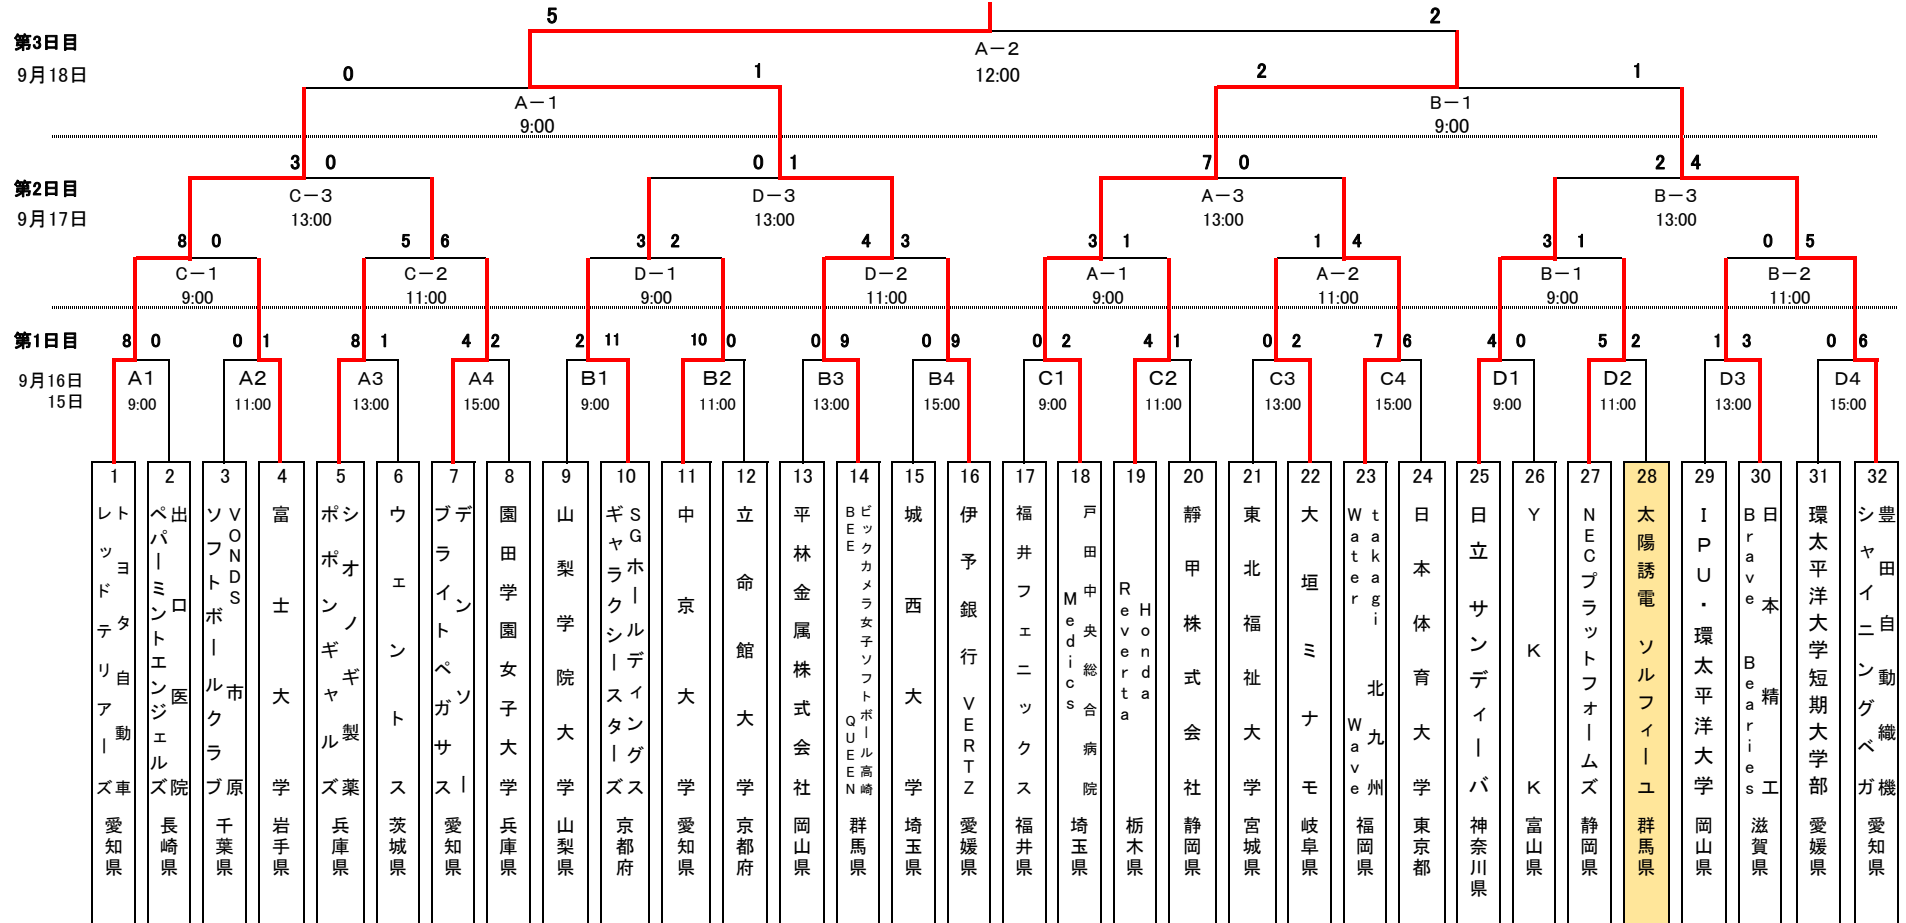 5 2
第3日目
A－2
9月18日
12:00
0 1 2 1
A－1 B－1
9:00 9:00
3 0 0 1 7 0 2 4
第2日目
C－3 D－3 A－3 B－3
9月17日
13:00 13:00 13:00 13:00
8 0 5 6 3 2 4 3 3 1 1 4 3 1 0 5
C－1 C－2 D－1 D－2 A－1 A－2 B－1 B－2
9:00 11:00 9:00 11:00 9:00 11:00 9:00 11:00
第1日目
8 0 0 1 8 1 4 2 2 11 10 0 0 9 0 9 0 2 4 1 0 2 7 6 4 0 5 2 1 3 0 6
9月16日
15日
A1 A2 A3 A4 B1 B2 B3 B4 C1 C2 C3 C4 D1 D2 D3 D4
9:00 11:00 13:00 15:00 9:00 11:00 13:00 15:00 9:00 11:00 13:00 15:00 9:00 11:00 13:00 15:00
1
トヨタ自動車
レッドテリアーズ
愛知県
2
出口医院
ペパーミントエンジェルズ
長崎県
3
VONDS市原
ソフトボールクラブ
千葉県
4
富士大学
岩手県
5
シオノギ製薬
ポポンギャルズ
兵庫県
6
ウェントス
茨城県
7
デンソー
ブライトペガサス
愛知県
8
園田学園女子大学
兵庫県
9
山梨学院大学
山梨県
10
SGホールディングス
ギャラクシースターズ
京都府
11
中京大学
愛知県
12
立命館大学
京都府
13
平林金属株式会社
岡山県
14
ビックカメラ女子ソフトボール高崎
BEE QUEEN
群馬県
15
城西大学
埼玉県
16
伊予銀行 VERTZ
愛媛県
17
福井フェニックス
福井県
18
戸田中央総合病院
Medics
埼玉県
19
Honda
Reverta
栃木県
20
靜甲株式会社
静岡県
21
東北福祉大学
宮城県
22
大垣ミナモ
岐阜県
23
takagi 北九州
Water Wave
福岡県
24
日本体育大学
東京都
25
日立 サンディーバ
神奈川県
26
YKK
富山県
27
NECプラットフォームズ
静岡県
28
太陽誘電 ソルフィーユ
群馬県
29
IPU・環太平洋大学
岡山県
30
日本精工
Brave Bearies
滋賀県
31
環太平洋大学短期大学部
愛媛県
32
豊田自動織機
シャイニングベガ
愛知県